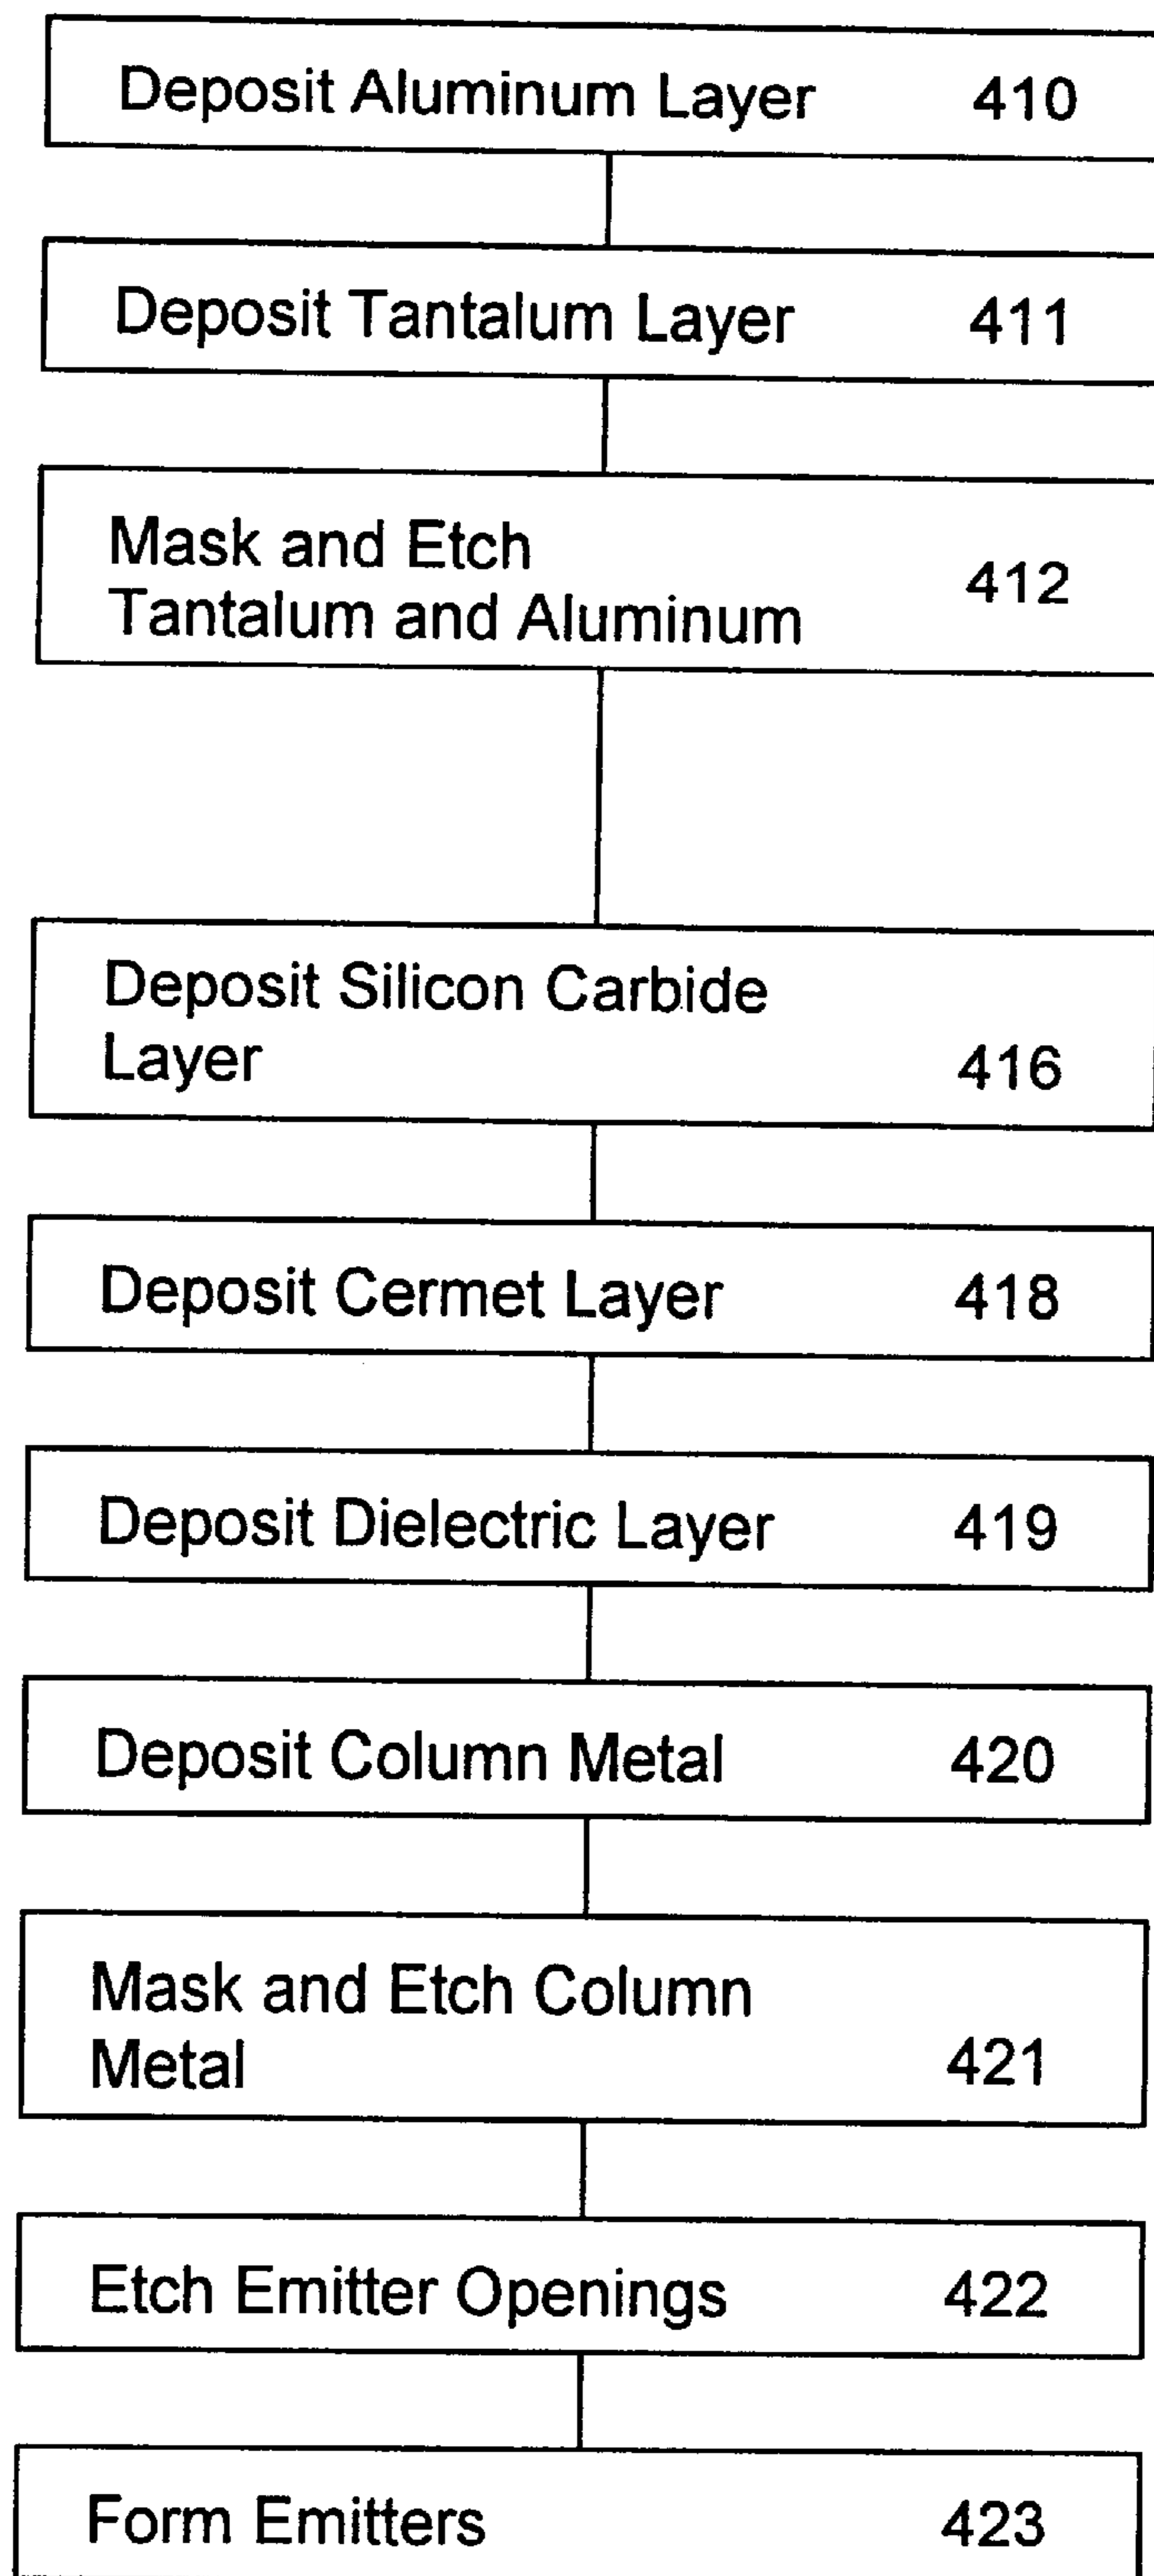 Deposit Aluminum Layer 410
Deposit Tantalum Layer 411
Mask and Etch
Tantalum and Aluminum 412
Deposit Silicon Carbide
Layer 416
Deposit Cermet Layer 418
Deposit Dielectric Layer 419
Deposit Column Metal 420
Mask and Etch Column
Metal 421
Etch Emitter Openings 422
Form Emitters 423